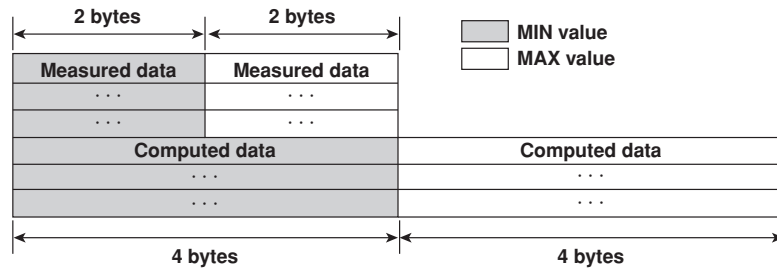 2 bytes 2 bytes
MIN value
MAX value
Measured data Measured data
· · · · · ·
· · · · · ·
Computed data Computed data
· · · · · ·
· · · · · ·
4 bytes 4 bytes